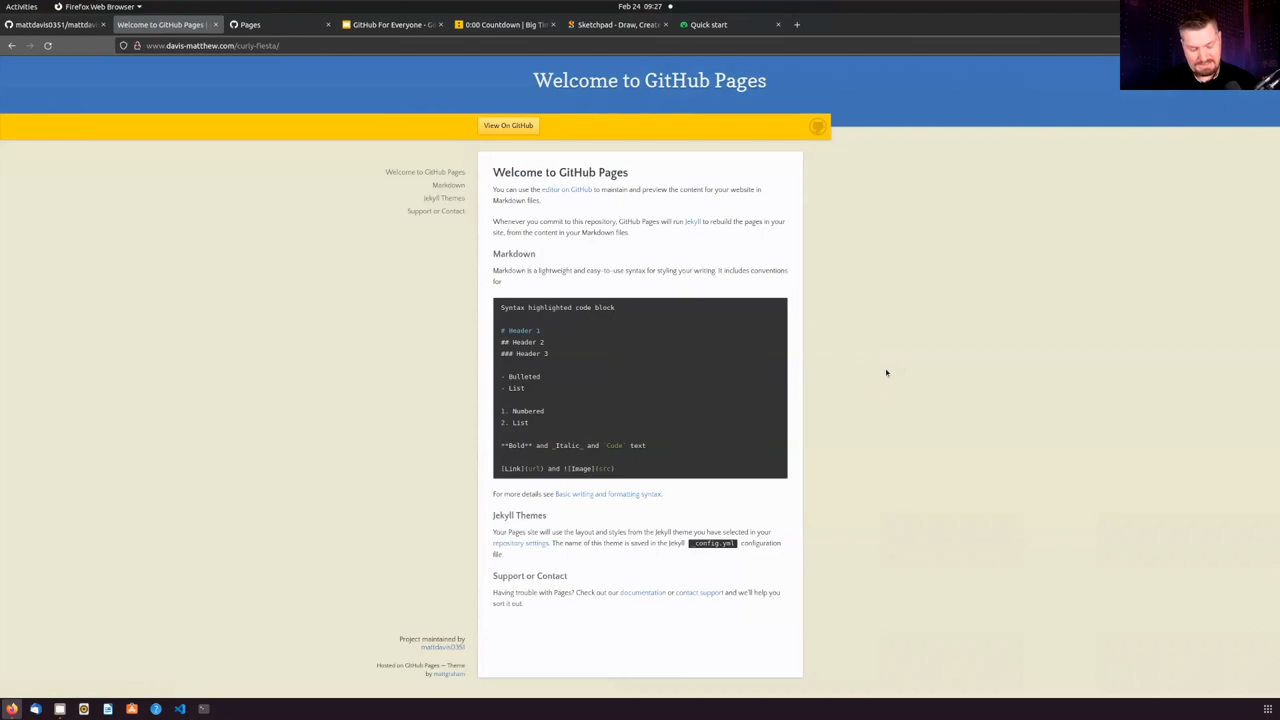 Activities
Firefox Web Browser
Feb 24 09:27
mattdavis0351/mattdavi
Welcome to GitHub Pages |
Pages
GitHub For Everyone - Go
0:00 Countdown | Big Tim
Sketchpad - Draw, Create
Quick start
www.davis-matthew.com/curly-fiesta/
Welcome to GitHub Pages
View On GitHub
Welcome to GitHub Pages
Markdown
Jekyll Themes
Support or Contact
Welcome to GitHub Pages
You can use the editor on GitHub to maintain and preview the content for your website in
Markdown files.
Whenever you commit to this repository, GitHub Pages will run Jekyll to rebuild the pages in your
site, from the content in your Markdown files.
Markdown
Markdown is a lightweight and easy-to-use syntax for styling your writing. It includes conventions
for
Syntax highlighted code block
# Header 1
## Header 2
### Header 3
- Bulleted
- List
1. Numbered
2. List
**Bold** and _Italic_ and `Code` text
[Link](url) and ![Image](src)
For more details see Basic writing and formatting syntax.
Jekyll Themes
Your Pages site will use the layout and styles from the Jekyll theme you have selected in your
repository settings. The name of this theme is saved in the Jekyll _config.yml configuration
file.
Support or Contact
Having trouble with Pages? Check out our documentation or contact support and we'll help you
sort it out.
Project maintained by
mattdavis0351
Hosted on GitHub Pages — Theme
by mattgraham